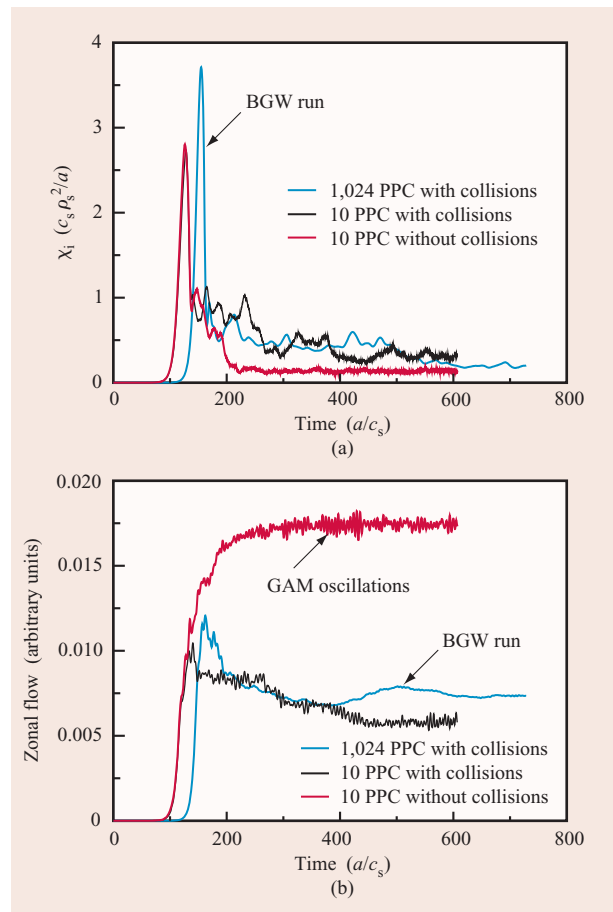 4
3
2
1
0
χi (cs ρs²/a)
BGW run
1,024 PPC with collisions
10 PPC with collisions
10 PPC without collisions
0 200 400 600 800
Time (a/cs)
(a)
0.020
0.015
0.010
0.005
0
Zonal flow (arbitrary units)
GAM oscillations
BGW run
1,024 PPC with collisions
10 PPC with collisions
10 PPC without collisions
0 200 400 600 800
Time (a/cs)
(b)